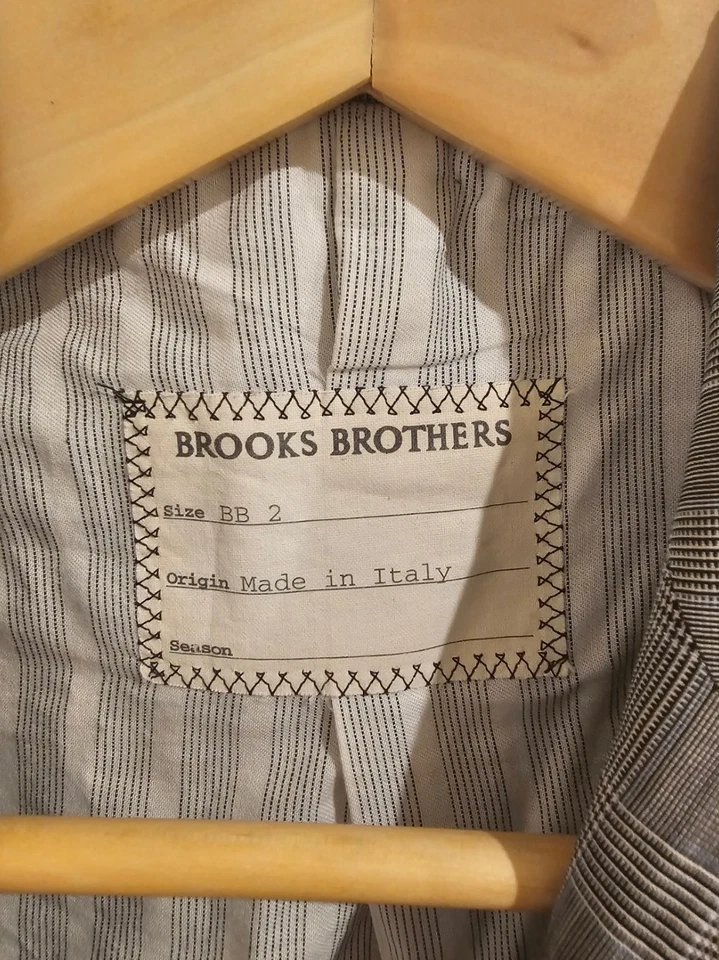 BROOKS BROTHERS
Size BB 2
Origin Made in Italy
Season